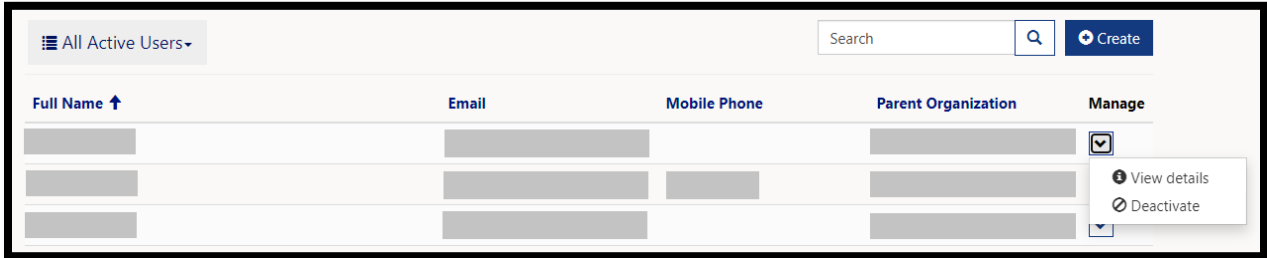 All Active Users
Search
Create
Full Name Email Mobile Phone Parent Organization Manage
View details
Deactivate